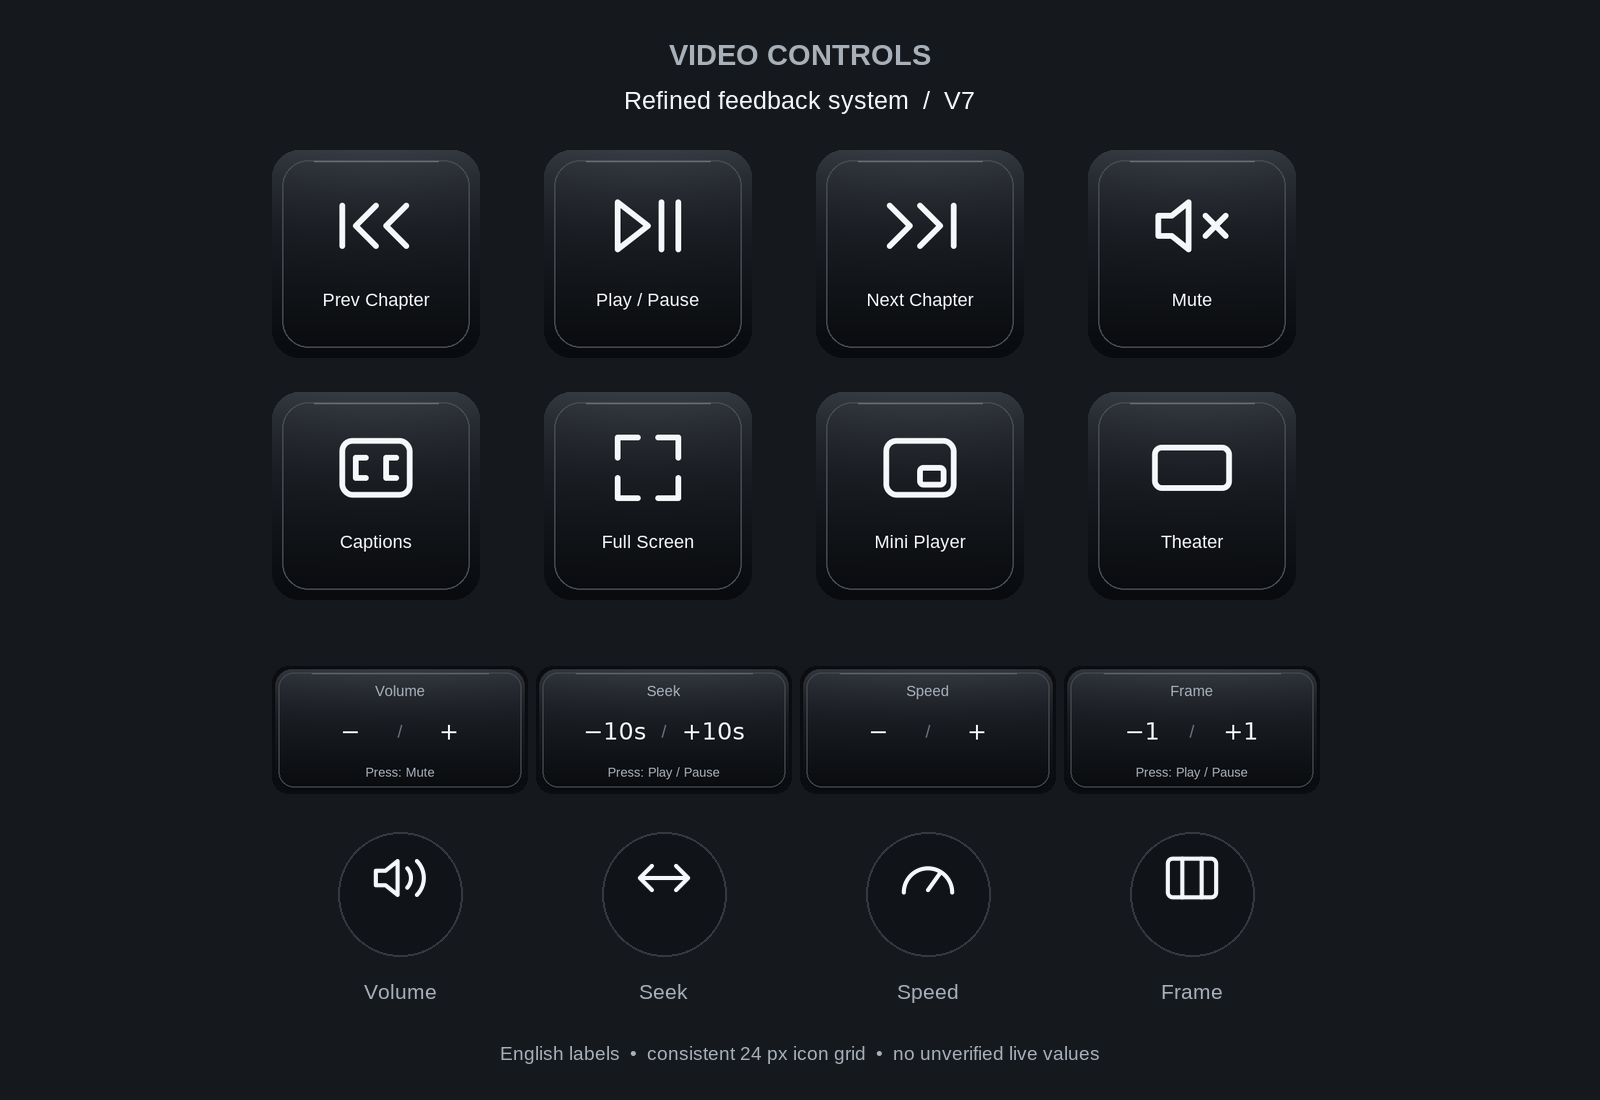 VIDEO CONTROLS
Refined feedback system / V7
Prev Chapter
Play / Pause
Next Chapter
Mute
Captions
Full Screen
Mini Player
Theater
Volume
− / +
Press: Mute
Seek
−10s / +10s
Press: Play / Pause
Speed
− / +
Frame
−1 / +1
Press: Play / Pause
Volume
Seek
Speed
Frame
English labels • consistent 24 px icon grid • no unverified live values